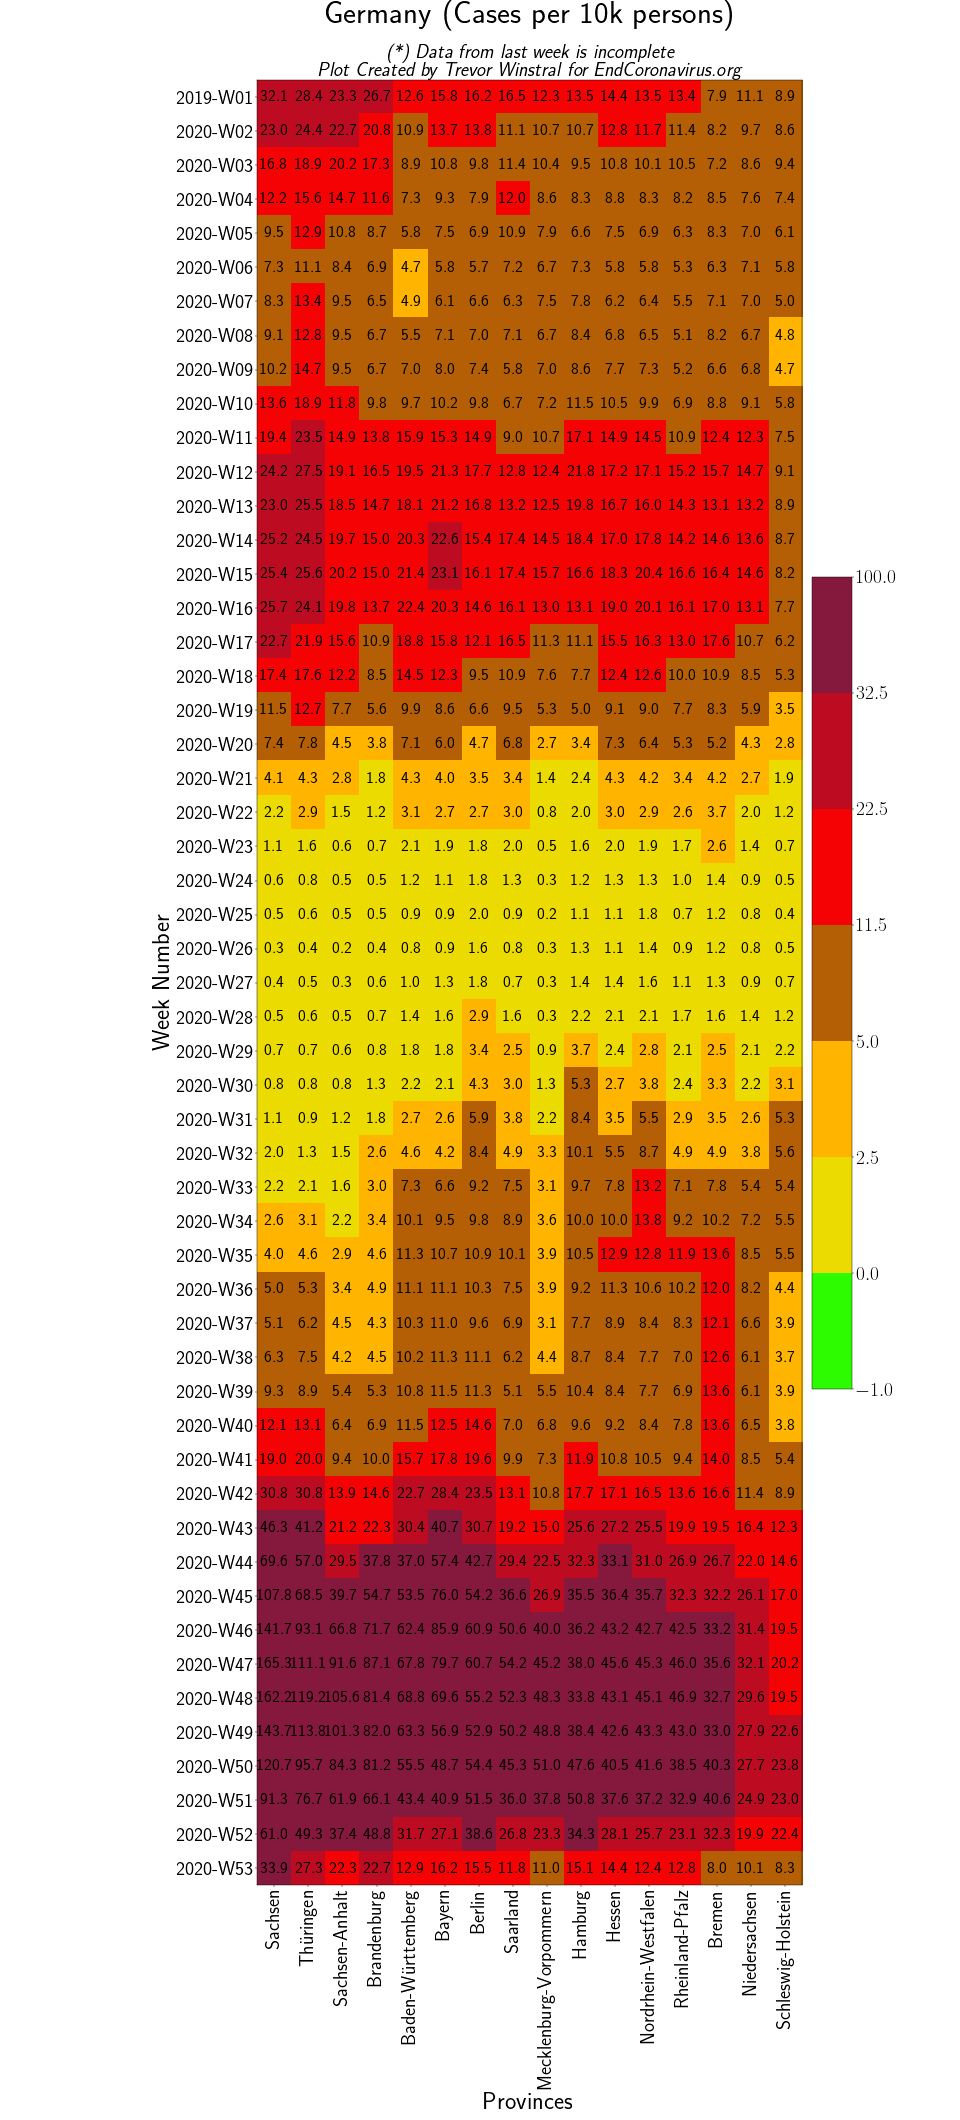 Germany (Cases per 10k persons)
(*) Data from last week is incomplete
Plot Created by Trevor Winstral for EndCoronavirus.org
2019-W01 32.1 28.4 23.3 26.7 12.6 15.8 16.2 16.5 12.3 13.5 14.4 13.5 13.4 7.9 11.1 8.9
2020-W02 23.0 24.4 22.7 20.8 10.9 13.7 13.8 11.1 10.7 10.7 12.8 11.7 11.4 8.2 9.7 8.6
2020-W03 16.8 18.9 20.2 17.3 8.9 10.8 9.8 11.4 10.4 9.5 10.8 10.1 10.5 7.2 8.6 9.4
2020-W04 12.2 15.6 14.7 11.6 7.3 9.3 7.9 12.0 8.6 8.3 8.8 8.3 8.2 8.5 7.6 7.4
2020-W05 9.5 12.9 10.8 8.7 5.8 7.5 6.9 10.9 7.9 6.6 7.5 6.9 6.3 8.3 7.0 6.1
2020-W06 7.3 11.1 8.4 6.9 4.7 5.8 5.7 7.2 6.7 7.3 5.8 5.8 5.3 6.3 7.1 5.8
2020-W07 8.3 13.4 9.5 6.5 4.9 6.1 6.6 6.3 7.5 7.8 6.2 6.4 5.5 7.1 7.0 5.0
2020-W08 9.1 12.8 9.5 6.7 5.5 7.1 7.0 7.1 6.7 8.4 6.8 6.5 5.1 8.2 6.7 4.8
2020-W09 10.2 14.7 9.5 6.7 7.0 8.0 7.4 5.8 7.0 8.6 7.7 7.3 5.2 6.6 6.8 4.7
2020-W10 13.6 18.9 11.8 9.8 9.7 10.2 9.8 6.7 7.2 11.5 10.5 9.9 6.9 8.8 9.1 5.8
2020-W11 19.4 23.5 14.9 13.8 15.9 15.3 14.9 9.0 10.7 17.1 14.9 14.5 10.9 12.4 12.3 7.5
2020-W12 24.2 27.5 19.1 16.5 19.5 21.3 17.7 12.8 12.4 21.8 17.2 17.1 15.2 15.7 14.7 9.1
2020-W13 23.0 25.5 18.5 14.7 18.1 21.2 16.8 13.2 12.5 19.8 16.7 16.0 14.3 13.1 13.2 8.9
2020-W14 25.2 24.5 19.7 15.0 20.3 22.6 15.4 17.4 14.5 18.4 17.0 17.8 14.2 14.6 13.6 8.7
2020-W15 25.4 25.6 20.2 15.0 21.4 23.1 16.1 17.4 15.7 16.6 18.3 20.4 16.6 16.4 14.6 8.2
2020-W16 25.7 24.1 19.8 13.7 22.4 20.3 14.6 16.1 13.0 13.1 19.0 20.1 16.1 17.0 13.1 7.7
2020-W17 22.7 21.9 15.6 10.9 18.8 15.8 12.1 16.5 11.3 11.1 15.5 16.3 13.0 17.6 10.7 6.2
2020-W18 17.4 17.6 12.2 8.5 14.5 12.3 9.5 10.9 7.6 7.7 12.4 12.6 10.0 10.9 8.5 5.3
2020-W19 11.5 12.7 7.7 5.6 9.9 8.6 6.6 9.5 5.3 5.0 9.1 9.0 7.7 8.3 5.9 3.5
2020-W20 7.4 7.8 4.5 3.8 7.1 6.0 4.7 6.8 2.7 3.4 7.3 6.4 5.3 5.2 4.3 2.8
2020-W21 4.1 4.3 2.8 1.8 4.3 4.0 3.5 3.4 1.4 2.4 4.3 4.2 3.4 4.2 2.7 1.9
2020-W22 2.2 2.9 1.5 1.2 3.1 2.7 2.7 3.0 0.8 2.0 3.0 2.9 2.6 3.7 2.0 1.2
2020-W23 1.1 1.6 0.6 0.7 2.1 1.9 1.8 2.0 0.5 1.6 2.0 1.9 1.7 2.6 1.4 0.7
2020-W24 0.6 0.8 0.5 0.5 1.2 1.1 1.8 1.3 0.3 1.2 1.3 1.3 1.0 1.4 0.9 0.5
2020-W25 0.5 0.6 0.5 0.5 0.9 0.9 2.0 0.9 0.2 1.1 1.1 1.8 0.7 1.2 0.8 0.4
2020-W26 0.3 0.4 0.2 0.4 0.8 0.9 1.6 0.8 0.3 1.3 1.1 1.4 0.9 1.2 0.8 0.5
2020-W27 0.4 0.5 0.3 0.6 1.0 1.3 1.8 0.7 0.3 1.4 1.4 1.6 1.1 1.3 0.9 0.7
2020-W28 0.5 0.6 0.5 0.7 1.4 1.6 2.9 1.6 0.3 2.2 2.1 2.1 1.7 1.6 1.4 1.2
2020-W29 0.7 0.7 0.6 0.8 1.8 1.8 3.4 2.5 0.9 3.7 2.4 2.8 2.1 2.5 2.1 2.2
2020-W30 0.8 0.8 0.8 1.3 2.2 2.1 4.3 3.0 1.3 5.3 2.7 3.8 2.4 3.3 2.2 3.1
2020-W31 1.1 0.9 1.2 1.8 2.7 2.6 5.9 3.8 2.2 8.4 3.5 5.5 2.9 3.5 2.6 5.3
2020-W32 2.0 1.3 1.5 2.6 4.6 4.2 8.4 4.9 3.3 10.1 5.5 8.7 4.9 4.9 3.8 5.6
2020-W33 2.2 2.1 1.6 3.0 7.3 6.6 9.2 7.5 3.1 9.7 7.8 13.2 7.1 7.8 5.4 5.4
2020-W34 2.6 3.1 2.2 3.4 10.1 9.5 9.8 8.9 3.6 10.0 10.0 13.8 9.2 10.2 7.2 5.5
2020-W35 4.0 4.6 2.9 4.6 11.3 10.7 10.9 10.1 3.9 10.5 12.9 12.8 11.9 13.6 8.5 5.5
2020-W36 5.0 5.3 3.4 4.9 11.1 11.1 10.3 7.5 3.9 9.2 11.3 10.6 10.2 12.0 8.2 4.4
2020-W37 5.1 6.2 4.5 4.3 10.3 11.0 9.6 6.9 3.1 7.7 8.9 8.4 8.3 12.1 6.6 3.9
2020-W38 6.3 7.5 4.2 4.5 10.2 11.3 11.1 6.2 4.4 8.7 8.4 7.7 7.0 12.6 6.1 3.7
2020-W39 9.3 8.9 5.4 5.3 10.8 11.5 11.3 5.1 5.5 10.4 8.4 7.7 6.9 13.6 6.1 3.9
2020-W40 12.1 13.1 6.4 6.9 11.5 12.5 14.6 7.0 6.8 9.6 9.2 8.4 7.8 13.6 6.5 3.8
2020-W41 19.0 20.0 9.4 10.0 15.7 17.8 19.6 9.9 7.3 11.9 10.8 10.5 9.4 14.0 8.5 5.4
2020-W42 30.8 30.8 13.9 14.6 22.7 28.4 23.5 13.1 10.8 17.7 17.1 16.5 13.6 16.6 11.4 8.9
2020-W43 46.3 41.2 21.2 22.3 30.4 40.7 30.7 19.2 15.0 25.6 27.2 25.5 19.9 19.5 16.4 12.3
2020-W44 69.6 57.0 29.5 37.8 37.0 57.4 42.7 29.4 22.5 32.3 33.1 31.0 26.9 26.7 22.0 14.6
2020-W45 107.8 68.5 39.7 54.7 53.5 76.0 54.2 36.6 26.9 35.5 36.4 35.7 32.3 32.2 26.1 17.0
2020-W46 141.7 93.1 66.8 71.7 62.4 85.9 60.9 50.6 40.0 36.2 43.2 42.7 42.5 33.2 31.4 19.5
2020-W47 165.3 111.1 91.6 87.1 67.8 79.7 60.7 54.2 45.2 38.0 45.6 45.3 46.0 35.6 32.1 20.2
2020-W48 162.2 119.2 105.6 81.4 68.8 69.6 55.2 52.3 48.3 33.8 43.1 45.1 46.9 32.7 29.6 19.5
2020-W49 143.7 113.8 101.3 82.0 63.3 56.9 52.9 50.2 48.8 38.4 42.6 43.3 43.0 33.0 27.9 22.6
2020-W50 120.7 95.7 84.3 81.2 55.5 48.7 54.4 45.3 51.0 47.6 40.5 41.6 38.5 40.3 27.7 23.8
2020-W51 91.3 76.7 61.9 66.1 43.4 40.9 51.5 36.0 37.8 50.8 37.6 37.2 32.9 40.6 24.9 23.0
2020-W52 61.0 49.3 37.4 48.8 31.7 27.1 38.6 26.8 23.3 34.3 28.1 25.7 23.1 32.3 19.9 22.4
2020-W53 33.9 27.3 22.3 22.7 12.9 16.2 15.5 11.8 11.0 15.1 14.4 12.4 12.8 8.0 10.1 8.3
Week Number
Sachsen
Thüringen
Sachsen-Anhalt
Brandenburg
Baden-Württemberg
Bayern
Berlin
Saarland
Mecklenburg-Vorpommern
Hamburg
Hessen
Nordrhein-Westfalen
Rheinland-Pfalz
Bremen
Niedersachsen
Schleswig-Holstein
Provinces
100.0
32.5
22.5
11.5
5.0
2.5
0.0
−1.0